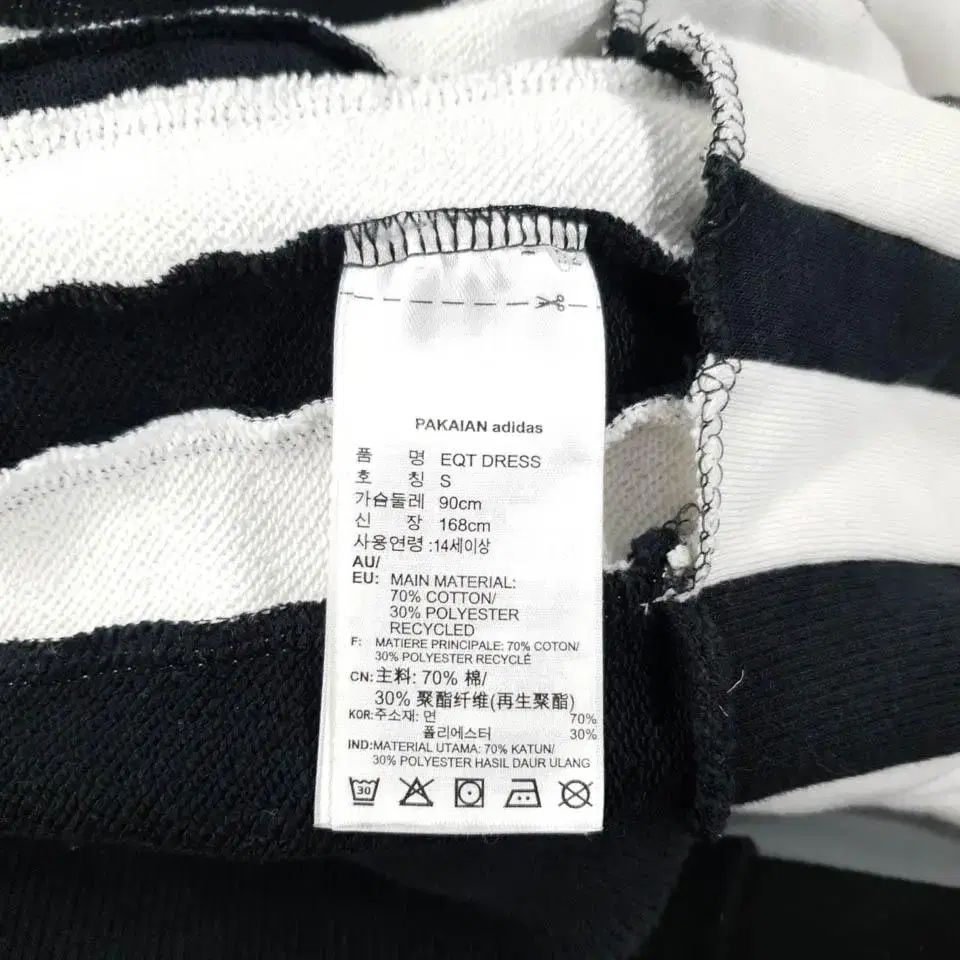 PAKAIAN adidas
품 명 EQT DRESS
호 칭 S
가슴둘레 90cm
신 장 168cm
사용연령 :14세이상
AU/
EU: MAIN MATERIAL:
70% COTTON/
30% POLYESTER
RECYCLED
F: MATIERE PRINCIPALE: 70% COTON/
30% POLYESTER RECYCLÉ
CN: 主料: 70% 棉/
30% 聚酯纤维(再生聚酯)
KOR: 주소재: 면 70%
폴리에스터 30%
IND: MATERIAL UTAMA: 70% KATUN/
30% POLYESTER HASIL DAUR ULANG
30